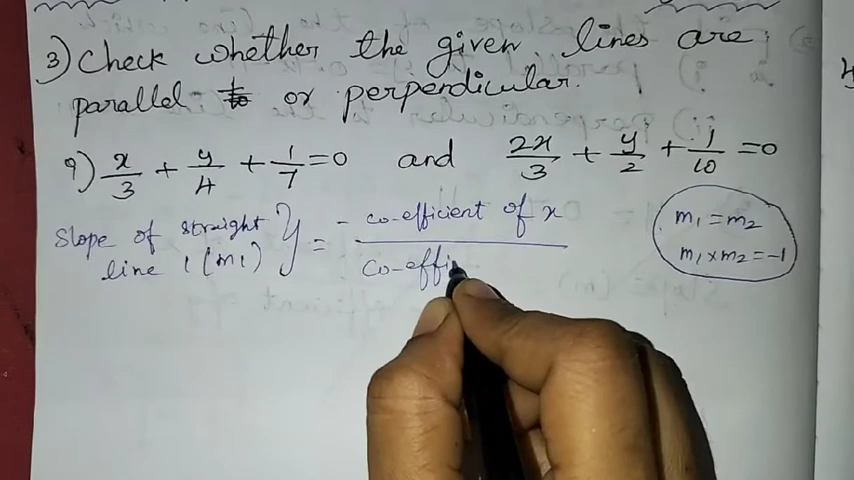 3) Check whether the given lines are
parallel or perpendicular.
9) x/3 + y/4 + 1/7 = 0 and 2x/3 + y/2 + 1/10 = 0
Slope of straight line 1 (m1) } = - co-efficient of x / co-effi
m1 = m2
m1 x m2 = -1